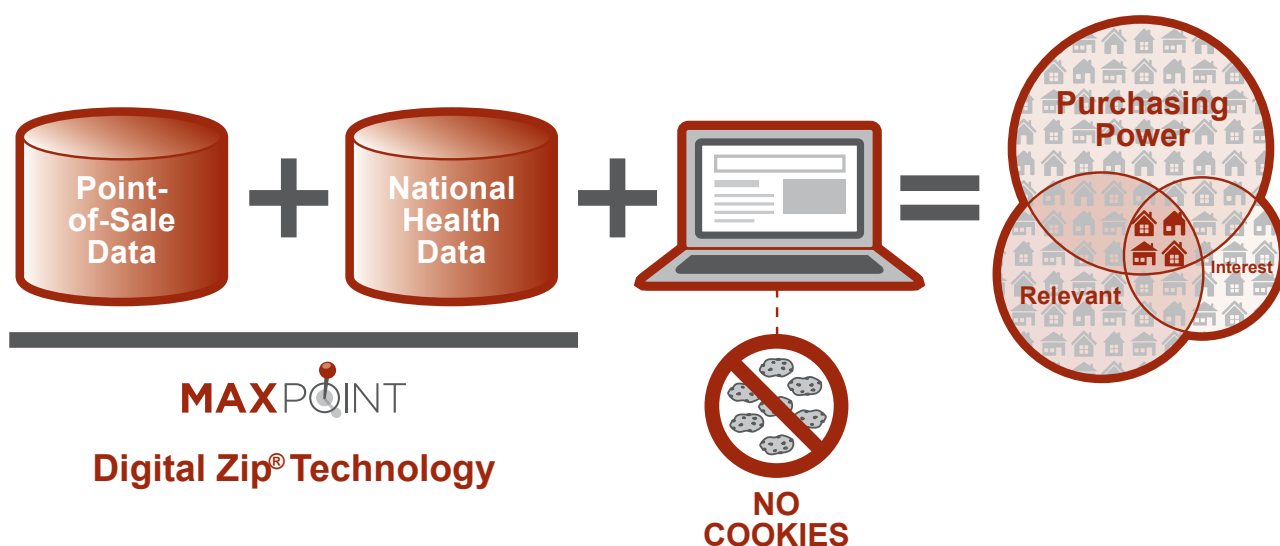 Point-
of-Sale
Data
National
Health
Data
Purchasing
Power
Relevant
Interest
MAXPOINT
Digital Zip® Technology
NO
COOKIES